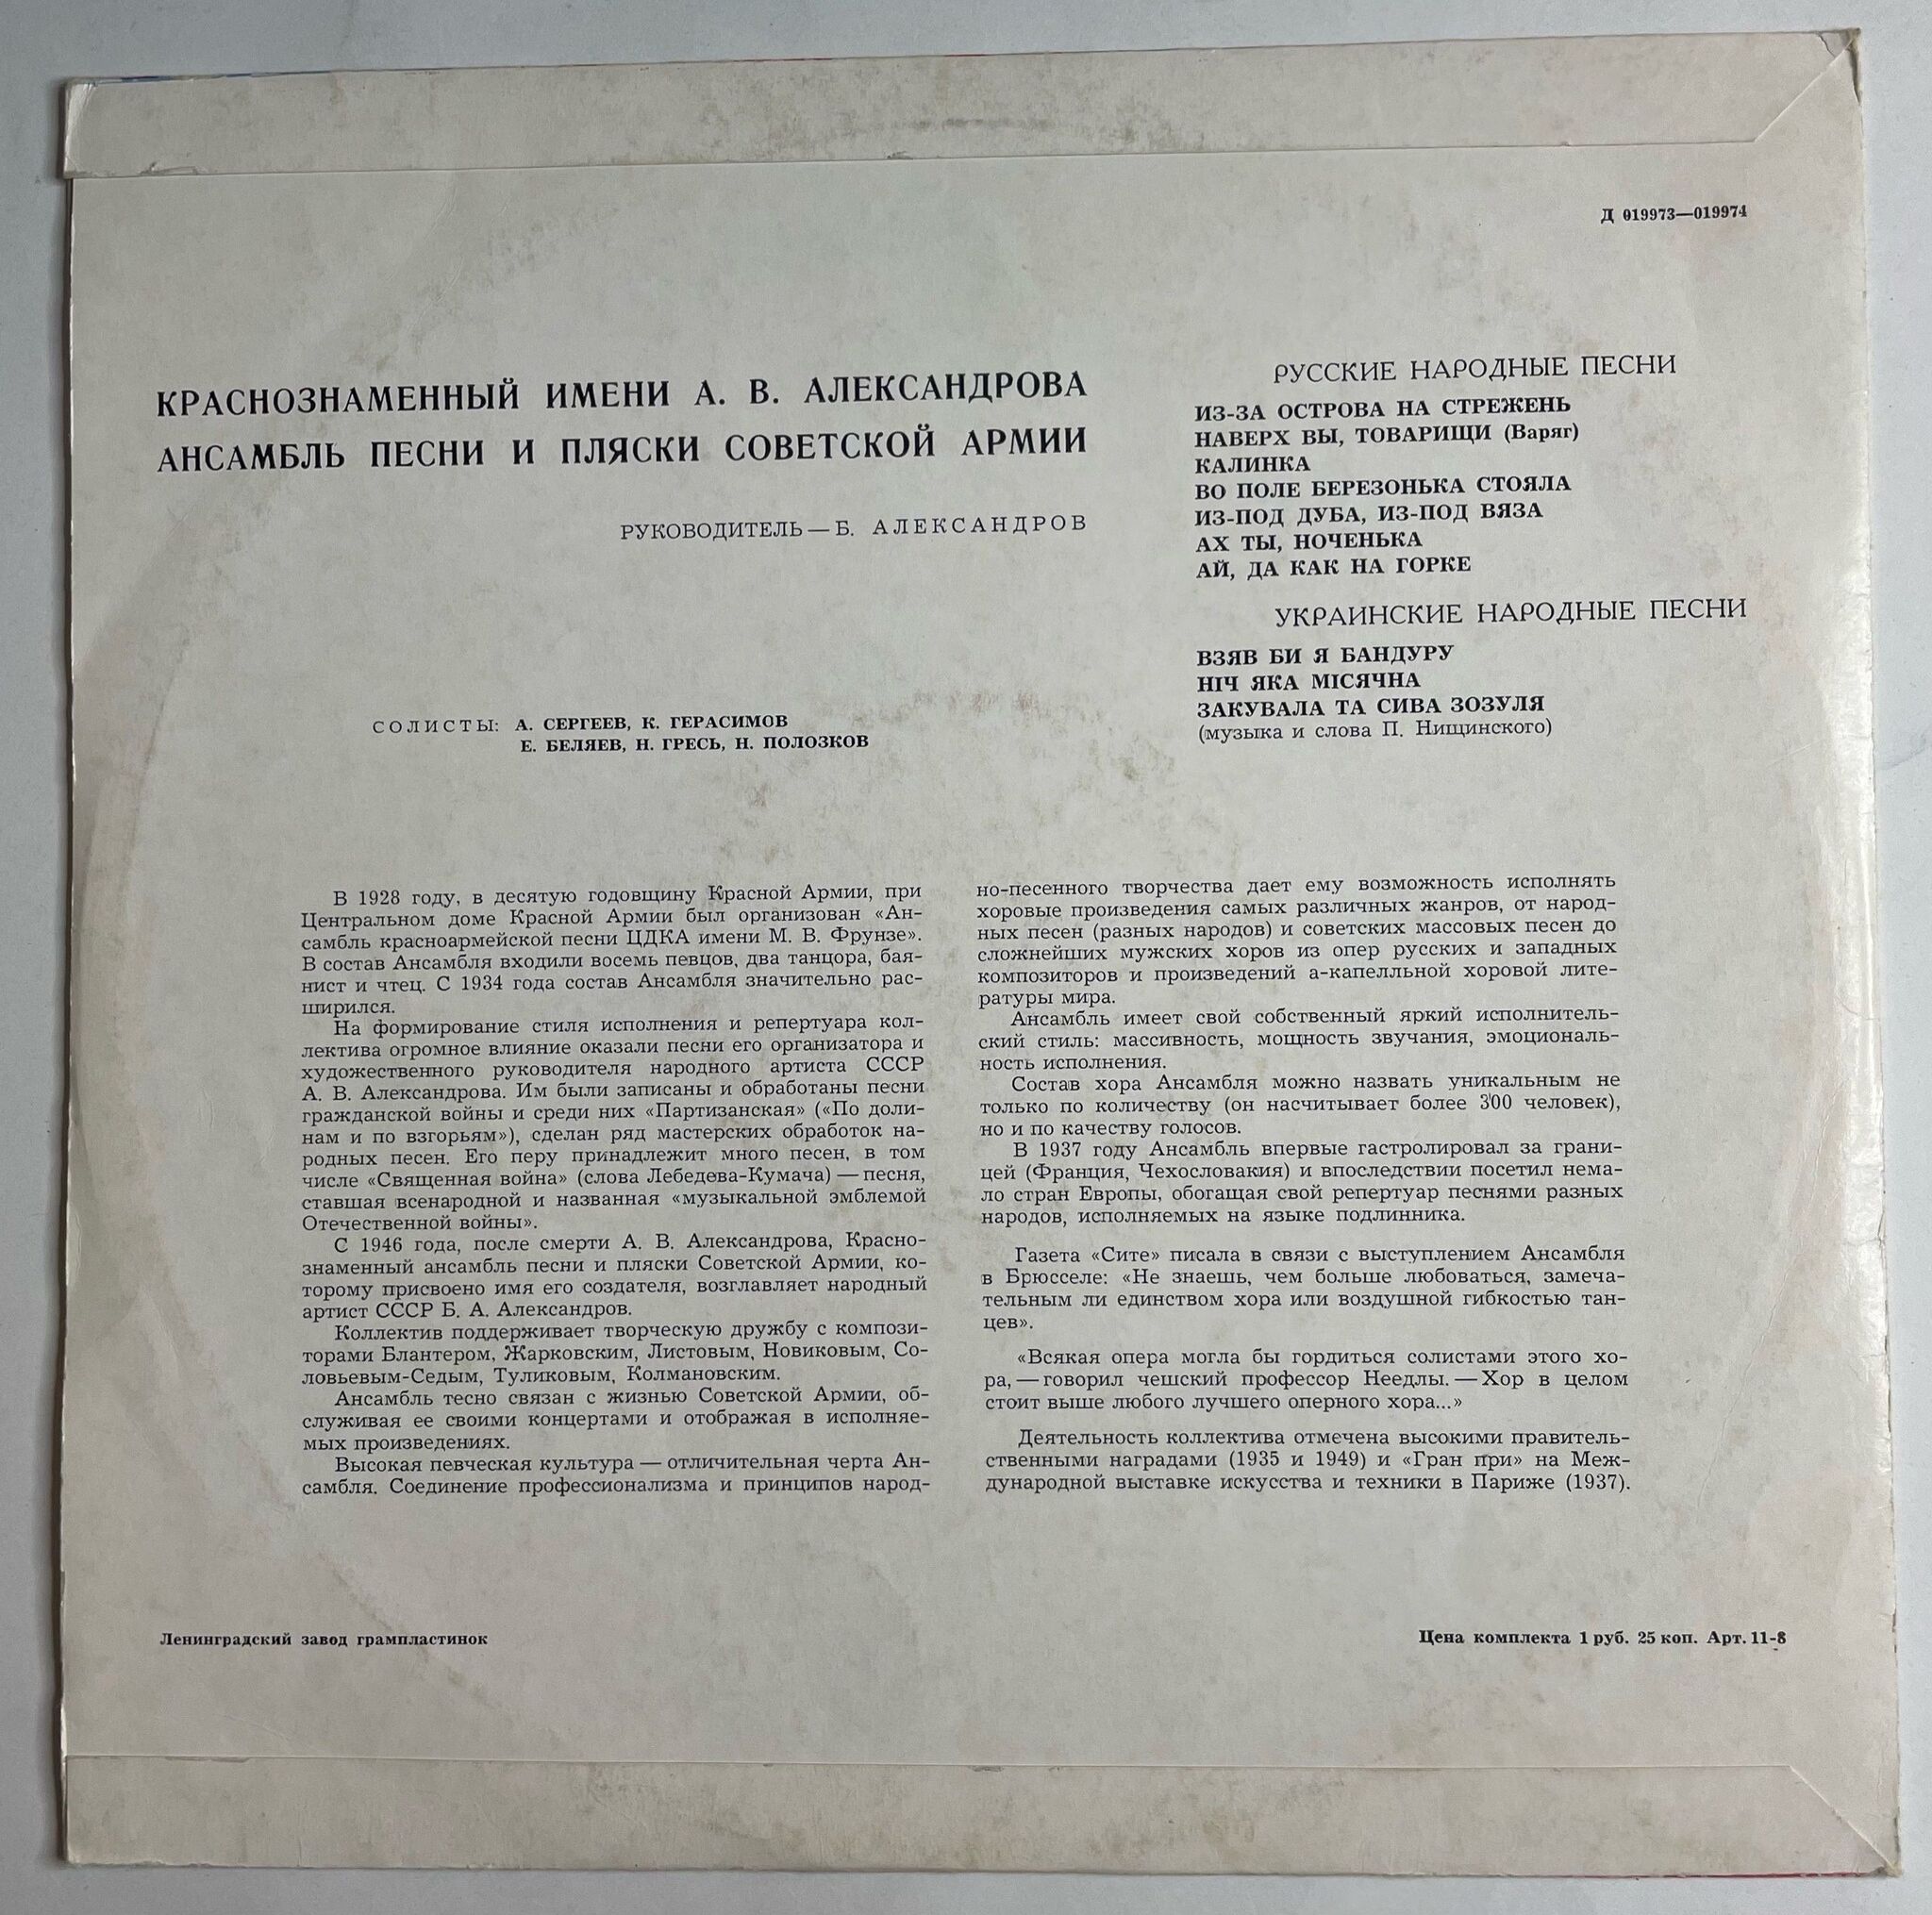 Д 019973—019974
КРАСНОЗНАМЕННЫЙ ИМЕНИ А. В. АЛЕКСАНДРОВА
АНСАМБЛЬ ПЕСНИ И ПЛЯСКИ СОВЕТСКОЙ АРМИИ
РУКОВОДИТЕЛЬ — Б. АЛЕКСАНДРОВ
СОЛИСТЫ: А. СЕРГЕЕВ, К. ГЕРАСИМОВ
Е. БЕЛЯЕВ, Н. ГРЕСЬ, Н. ПОЛОЗКОВ
РУССКИЕ НАРОДНЫЕ ПЕСНИ
ИЗ-ЗА ОСТРОВА НА СТРЕЖЕНЬ
НАВЕРХ ВЫ, ТОВАРИЩИ (Варяг)
КАЛИНКА
ВО ПОЛЕ БЕРЕЗОНЬКА СТОЯЛА
ИЗ-ПОД ДУБА, ИЗ-ПОД ВЯЗА
АХ ТЫ, НОЧЕНЬКА
АЙ, ДА КАК НА ГОРКЕ
УКРАИНСКИЕ НАРОДНЫЕ ПЕСНИ
ВЗЯВ БИ Я БАНДУРУ
НІЧ ЯКА МІСЯЧНА
ЗАКУВАЛА ТА СИВА ЗОЗУЛЯ
(музыка и слова П. Нищинского)
В 1928 году, в десятую годовщину Красной Армии, при
Центральном доме Красной Армии был организован «Ан-
самбль красноармейской песни ЦДКА имени М. В. Фрунзе».
В состав Ансамбля входили восемь певцов, два танцора, бая-
нист и чтец. С 1934 года состав Ансамбля значительно рас-
ширился.
На формирование стиля исполнения и репертуара кол-
лектива огромное влияние оказали песни его организатора и
художественного руководителя народного артиста СССР
А. В. Александрова. Им были записаны и обработаны песни
гражданской войны и среди них «Партизанская» («По доли-
нам и по взгорьям»), сделан ряд мастерских обработок на-
родных песен. Его перу принадлежит много песен, в том
числе «Священная война» (слова Лебедева-Кумача) — песня,
ставшая всенародной и названная «музыкальной эмблемой
Отечественной войны».
С 1946 года, после смерти А. В. Александрова, Красно-
знаменный ансамбль песни и пляски Советской Армии, ко-
торому присвоено имя его создателя, возглавляет народный
артист СССР Б. А. Александров.
Коллектив поддерживает творческую дружбу с компози-
торами Блантером, Жарковским, Листовым, Новиковым, Со-
ловьевым-Седым, Туликовым, Колмановским.
Ансамбль тесно связан с жизнью Советской Армии, об-
служивая ее своими концертами и отображая в исполняе-
мых произведениях.
Высокая певческая культура — отличительная черта Ан-
самбля. Соединение профессионализма и принципов народ-
но-песенного творчества дает ему возможность исполнять
хоровые произведения самых различных жанров, от народ-
ных песен (разных народов) и советских массовых песен до
сложнейших мужских хоров из опер русских и западных
композиторов и произведений а-капелльной хоровой лите-
ратуры мира.
Ансамбль имеет свой собственный яркий исполнитель-
ский стиль: массивность, мощность звучания, эмоциональ-
ность исполнения.
Состав хора Ансамбля можно назвать уникальным не
только по количеству (он насчитывает более 300 человек),
но и по качеству голосов.
В 1937 году Ансамбль впервые гастролировал за грани-
цей (Франция, Чехословакия) и впоследствии посетил нема-
ло стран Европы, обогащая свой репертуар песнями разных
народов, исполняемых на языке подлинника.
Газета «Сите» писала в связи с выступлением Ансамбля
в Брюсселе: «Не знаешь, чем больше любоваться, замеча-
тельным ли единством хора или воздушной гибкостью тан-
цев».
«Всякая опера могла бы гордиться солистами этого хо-
ра, — говорил чешский профессор Неедлы. — Хор в целом
стоит выше любого лучшего оперного хора...»
Деятельность коллектива отмечена высокими правитель-
ственными наградами (1935 и 1949) и «Гран при» на Меж-
дународной выставке искусства и техники в Париже (1937).
Ленинградский завод грампластинок
Цена комплекта 1 руб. 25 коп. Арт. 11-8